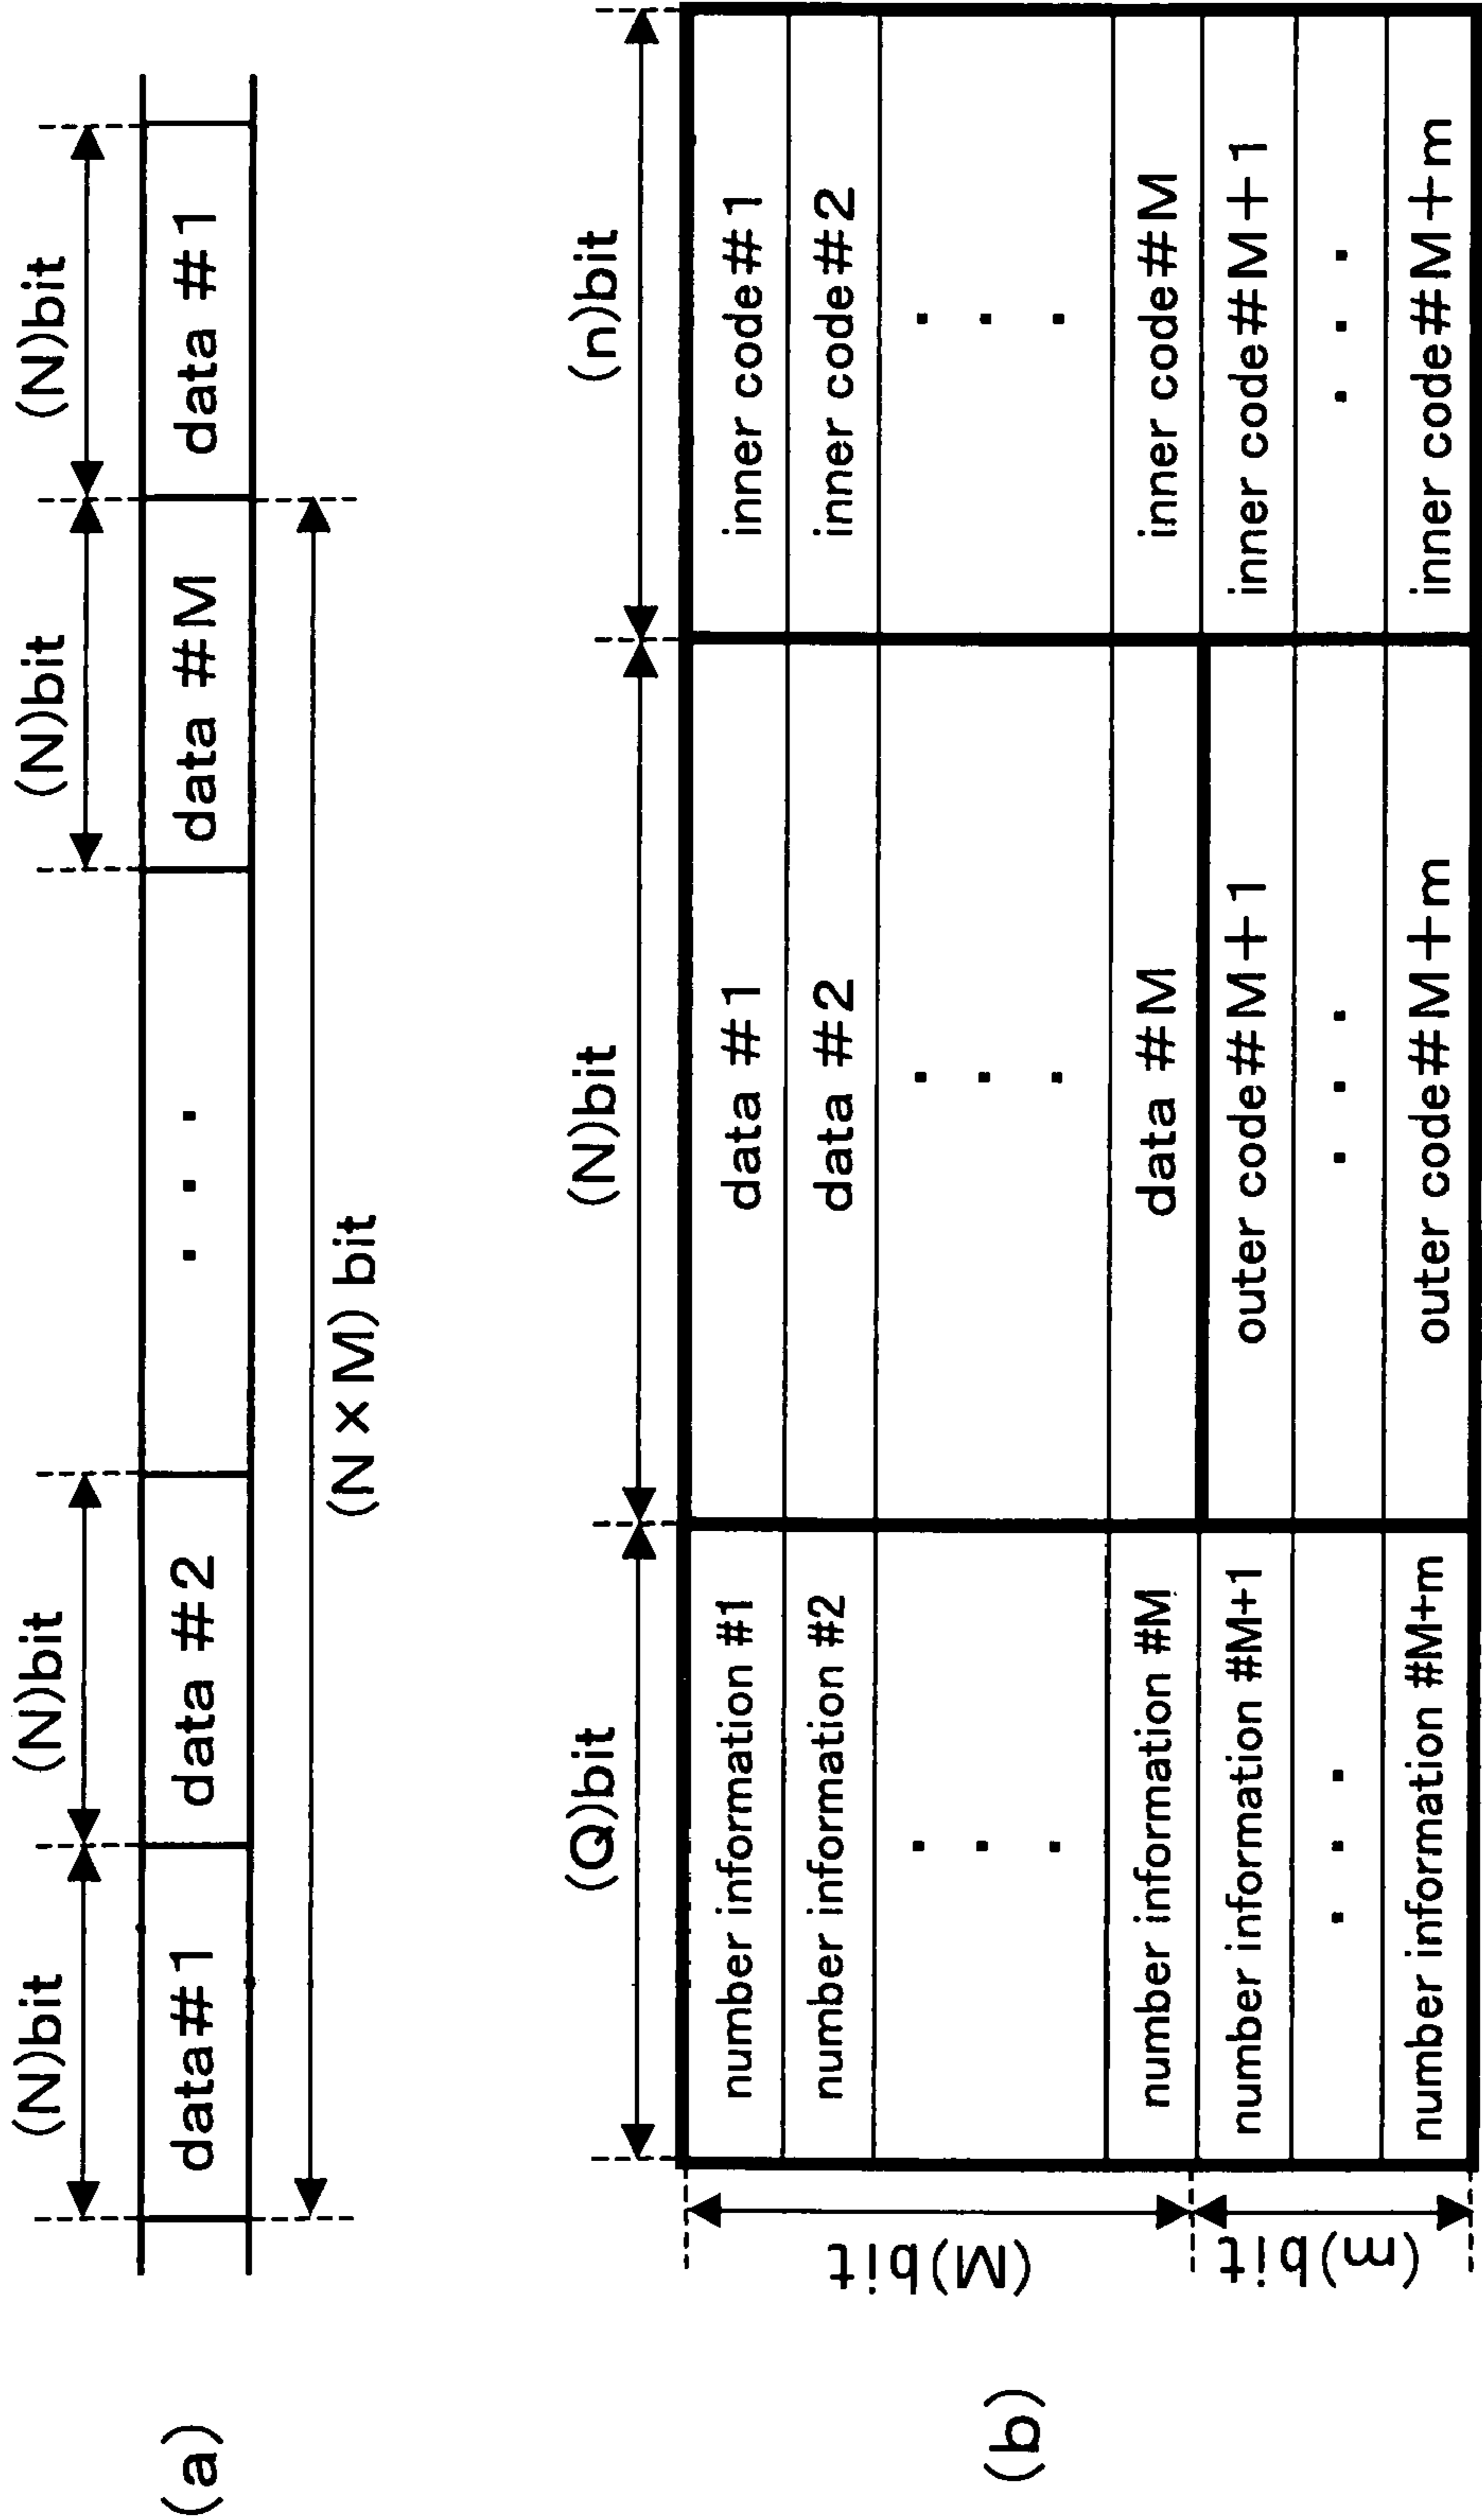 (N)bit (N)bit (N)bit (N)bit
(a) data#1 data #2 . . . data #M data #1
(N×M) bit
(Q)bit (N)bit (n)bit
number information #1 data #1 inner code#1
number information #2 data #2 inner code#2
. . . . . . . . .
(M)bit
number information #M data #M inner code#M
(b)
number information #M+1 outer code#M+1 inner code#M+1
(m)bit
. . . . . . . . .
number information #M+m outer code#M+m inner code#M+m